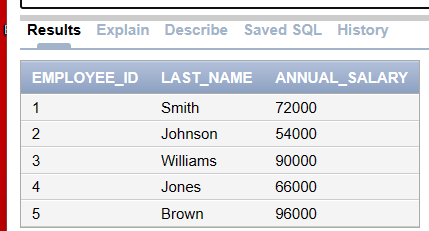 Results Explain Describe Saved SQL History
EMPLOYEE_ID LAST_NAME ANNUAL_SALARY
1 Smith 72000
2 Johnson 54000
3 Williams 90000
4 Jones 66000
5 Brown 96000